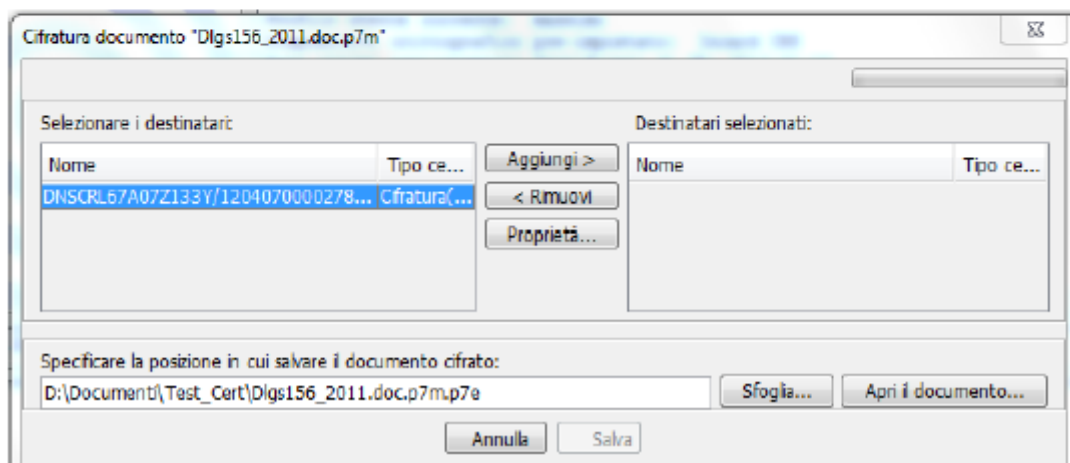 Cifratura documento "Dlgs156_2011.doc.p7m"
Selezionare i destinatari:
Destinatari selezionati:
Nome Tipo ce...
Aggiungi >
Nome Tipo ce...
DNSCRL67A07Z133Y/1204070000278... Cifratura(...
< Rimuovi
Proprietà...
Specificare la posizione in cui salvare il documento cifrato:
D:\Documenti\Test_Cert\Dlgs156_2011.doc.p7m.p7e
Sfoglia...
Apri il documento...
Annulla
Salva